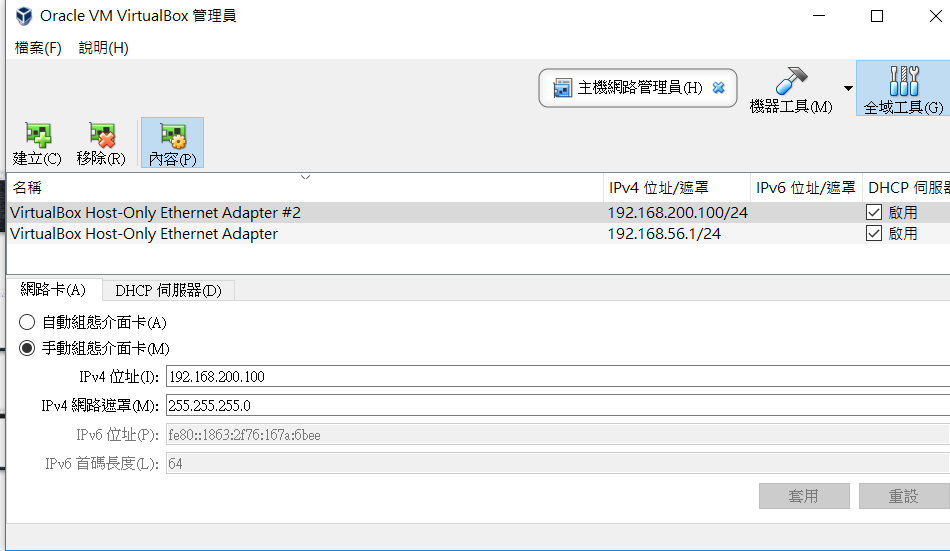 Oracle VM VirtualBox 管理員
檔案(F) 說明(H)
主機網路管理員(H)
機器工具(M)
全域工具(G)
建立(C) 移除(R) 內容(P)
名稱 IPv4 位址/遮罩 IPv6 位址/遮罩 DHCP 伺服
VirtualBox Host-Only Ethernet Adapter #2 192.168.200.100/24 啟用
VirtualBox Host-Only Ethernet Adapter 192.168.56.1/24 啟用
網路卡(A) DHCP 伺服器(D)
自動組態介面卡(A)
手動組態介面卡(M)
IPv4 位址(I): 192.168.200.100
IPv4 網路遮罩(M): 255.255.255.0
IPv6 位址(P): fe80::1863:2f76:167a:6bee
IPv6 首碼長度(L): 64
套用 重設